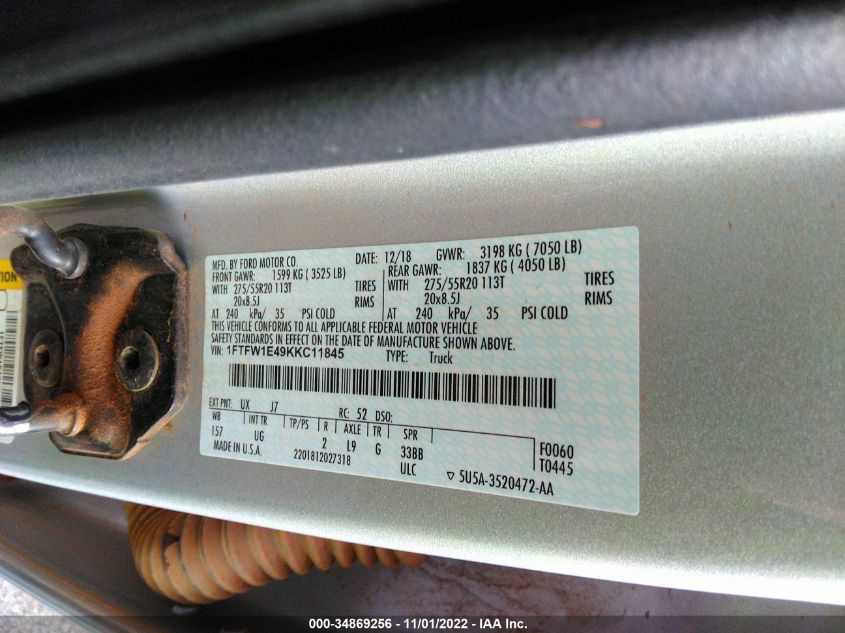 MFD. BY FORD MOTOR CO.
DATE: 12/18 GVWR: 3198 KG ( 7050 LB)
FRONT GAWR: 1599 KG ( 3525 LB)
REAR GAWR: 1837 KG ( 4050 LB)
WITH 275/55R20 113T TIRES
WITH 275/55R20 113T TIRES
20x8.5J RIMS
20x8.5J RIMS
AT 240 kPa/ 35 PSI COLD
AT 240 kPa/ 35 PSI COLD
THIS VEHICLE CONFORMS TO ALL APPLICABLE FEDERAL MOTOR VEHICLE
SAFETY STANDARDS IN EFFECT ON THE DATE OF MANUFACTURE SHOWN ABOVE.
VIN: 1FTFW1E49KKC11845 TYPE: Truck
EXT PNT: UX J7 RC: 52 DSO:
WB INT TR TP/PS R AXLE TR SPR
157 UG 2 L9 G 33BB
F0060
T0445
MADE IN U.S.A. 2201812027318 ULC
▽ 5U5A-3520472-AA
000-34869256 - 11/01/2022 - IAA Inc.